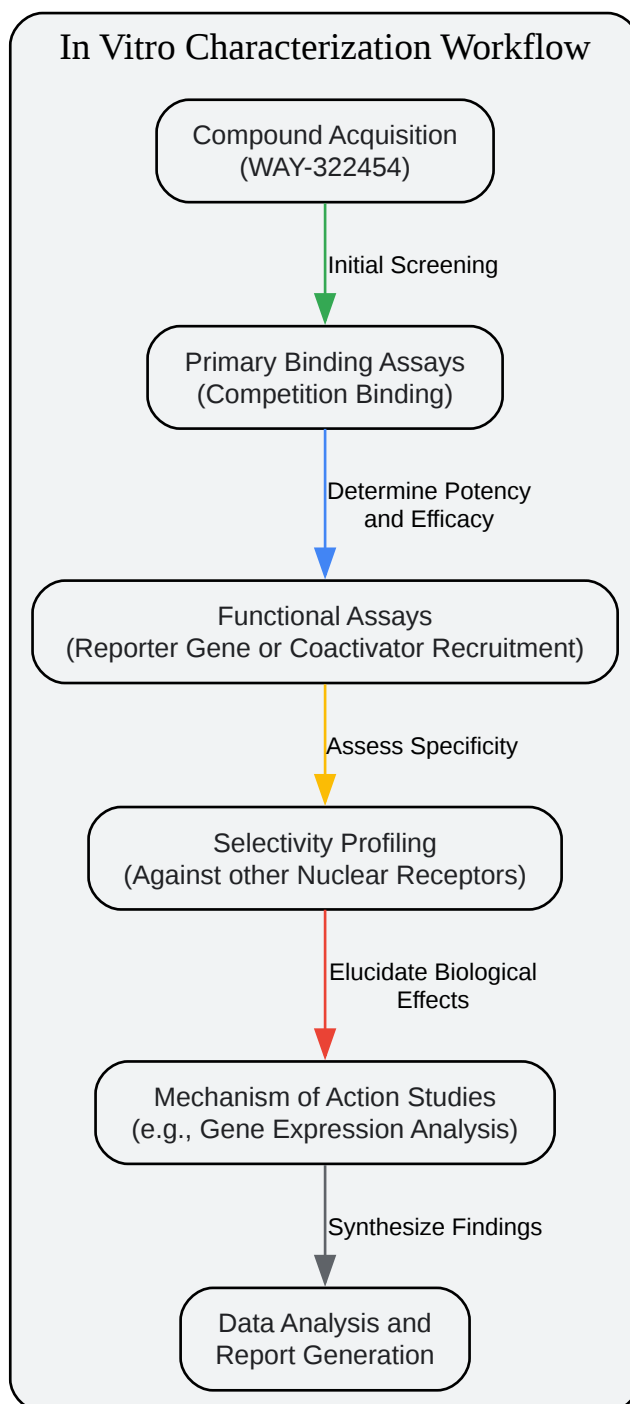 In Vitro Characterization Workflow
Compound Acquisition
(WAY-322454)
Initial Screening
Primary Binding Assays
(Competition Binding)
Determine Potency
and Efficacy
Functional Assays
(Reporter Gene or Coactivator Recruitment)
Assess Specificity
Selectivity Profiling
(Against other Nuclear Receptors)
Elucidate Biological
Effects
Mechanism of Action Studies
(e.g., Gene Expression Analysis)
Synthesize Findings
Data Analysis and
Report Generation